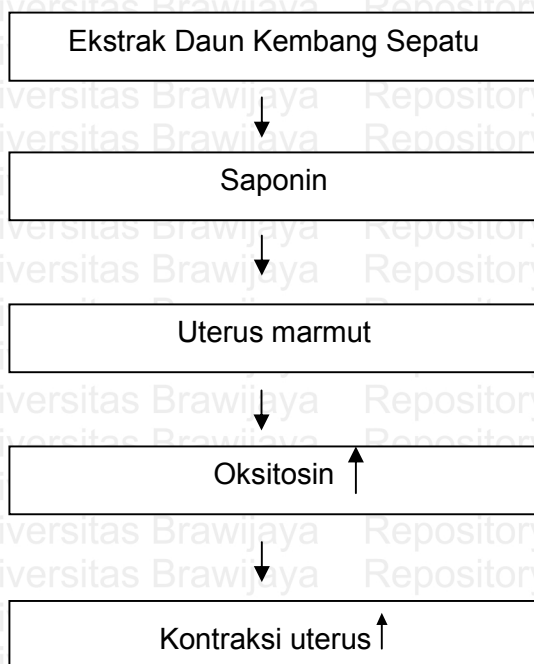 Ekstrak Daun Kembang Sepatu
Saponin
Uterus marmut
Oksitosin ↑
Kontraksi uterus ↑